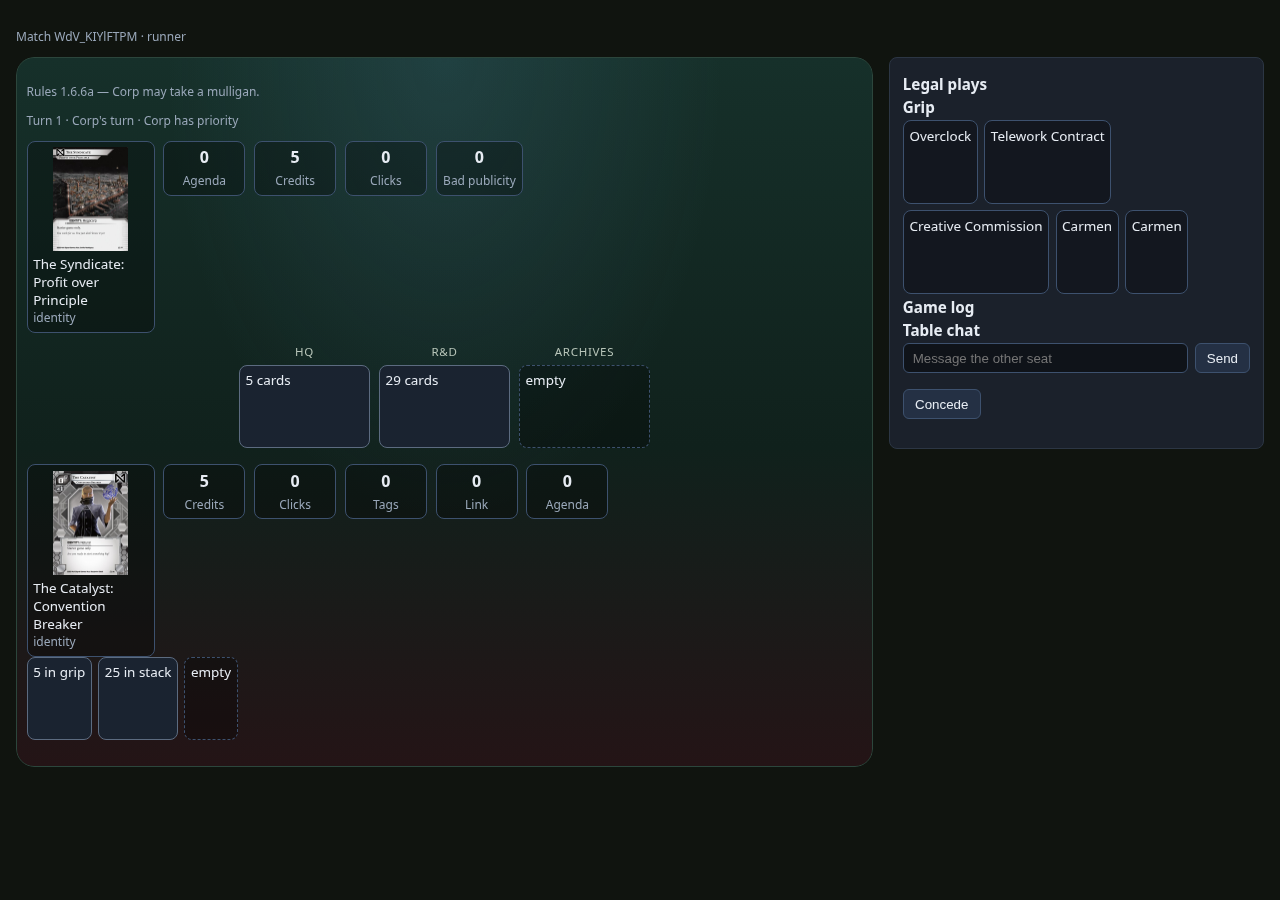 Match WdV_KIYlFTPM · runner
Rules 1.6.6a — Corp may take a mulligan.
Turn 1 · Corp's turn · Corp has priority
The Syndicate:
Profit over
Principle
identity
0
Agenda
5
Credits
0
Clicks
0
Bad publicity
HQ
5 cards
R&D
29 cards
ARCHIVES
empty
The Catalyst:
Convention
Breaker
identity
5
Credits
0
Clicks
0
Tags
0
Link
0
Agenda
5 in grip
25 in stack
empty
Legal plays
Grip
Overclock
Telework Contract
Creative Commission
Carmen
Carmen
Game log
Table chat
Message the other seat
Send
Concede